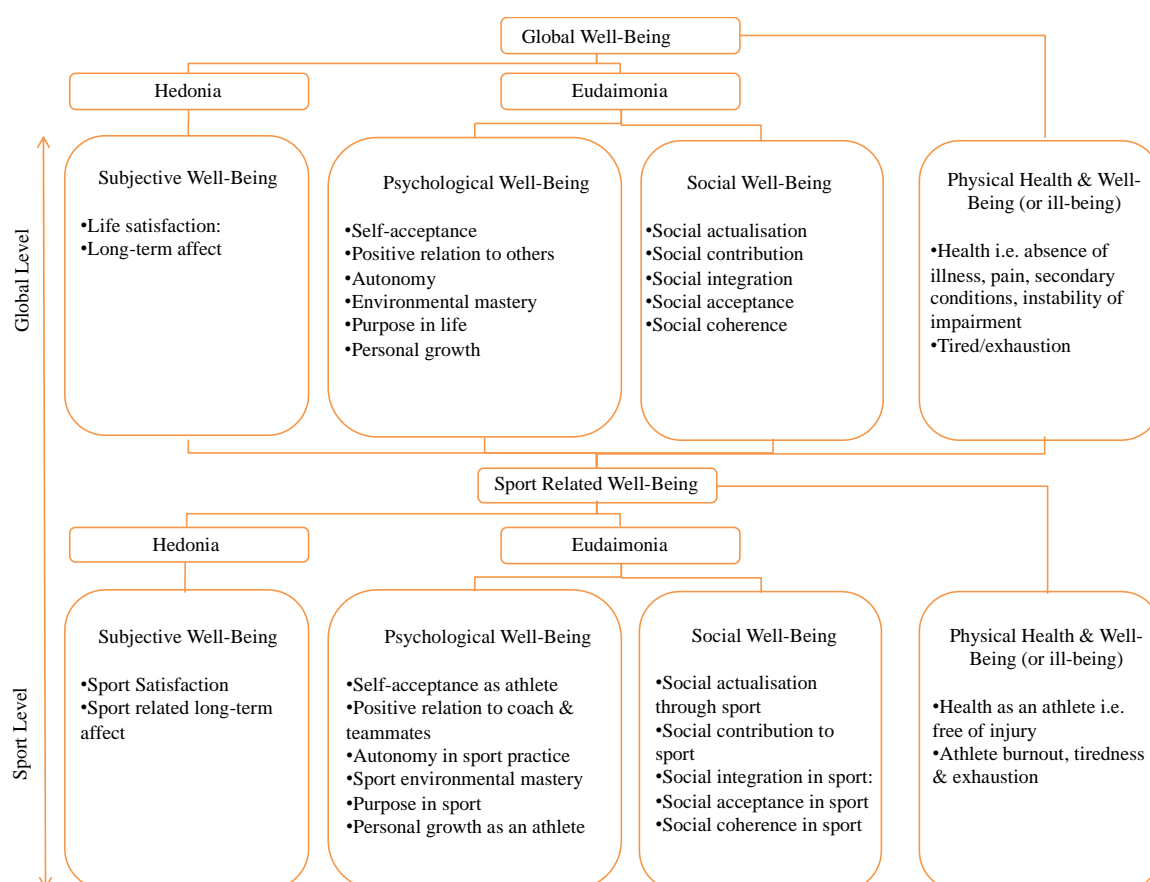 Global Well-Being
Hedonia
Eudaimonia
Global Level
Subjective Well-Being
•Life satisfaction:
•Long-term affect
Psychological Well-Being
•Self-acceptance
•Positive relation to others
•Autonomy
•Environmental mastery
•Purpose in life
•Personal growth
Social Well-Being
•Social actualisation
•Social contribution
•Social integration
•Social acceptance
•Social coherence
Physical Health & Well-
Being (or ill-being)
•Health i.e. absence of
illness, pain, secondary
conditions, instability of
impairment
•Tired/exhaustion
Sport Related Well-Being
Hedonia
Eudaimonia
Sport Level
Subjective Well-Being
•Sport Satisfaction
•Sport related long-term
affect
Psychological Well-Being
•Self-acceptance as athlete
•Positive relation to coach &
teammates
•Autonomy in sport practice
•Sport environmental mastery
•Purpose in sport
•Personal growth as an athlete
Social Well-Being
•Social actualisation
through sport
•Social contribution to
sport
•Social integration in sport:
•Social acceptance in sport
•Social coherence in sport
Physical Health & Well-
Being (or ill-being)
•Health as an athlete i.e.
free of injury
•Athlete burnout, tiredness
& exhaustion